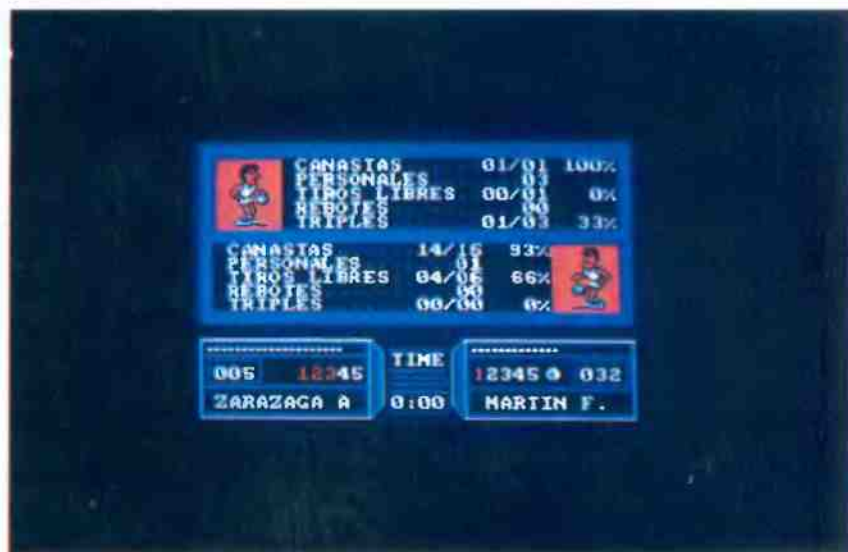 CANASTAS 01/01 100%
PERSONALES 03
TIROS LIBRES 00/01 0%
REBOTES 00
TRIPLES 01/03 33%
CANASTAS 14/15 93%
PERSONALES 01
TIROS LIBRES 04/06 66%
REBOTES 00
TRIPLES 00/00 0%
TIME
005 12345
12345 032
ZARAZAGA A 0:00 MARTIN F.